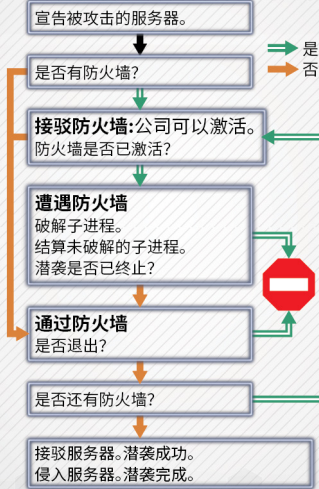 宣告被攻击的服务器。
是
否
是否有防火墙?
接驳防火墙:公司可以激活。
防火墙是否已激活?
遭遇防火墙
破解子进程。
结算未破解的子进程。
潜袭是否已终止?
通过防火墙
是否退出?
是否还有防火墙?
接驳服务器。潜袭成功。
侵入服务器。潜袭完成。